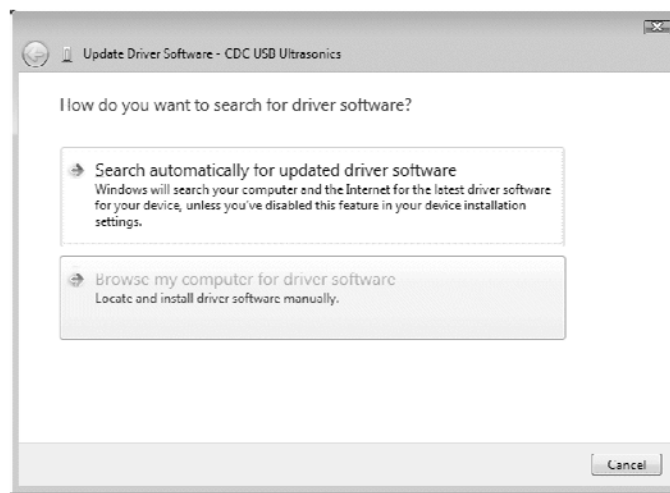 Update Driver Software - CDC USB Ultrasonics
How do you want to search for driver software?
Search automatically for updated driver software
Windows will search your computer and the Internet for the latest driver software
for your device, unless you've disabled this feature in your device installation
settings.
Browse my computer for driver software
Locate and install driver software manually.
Cancel